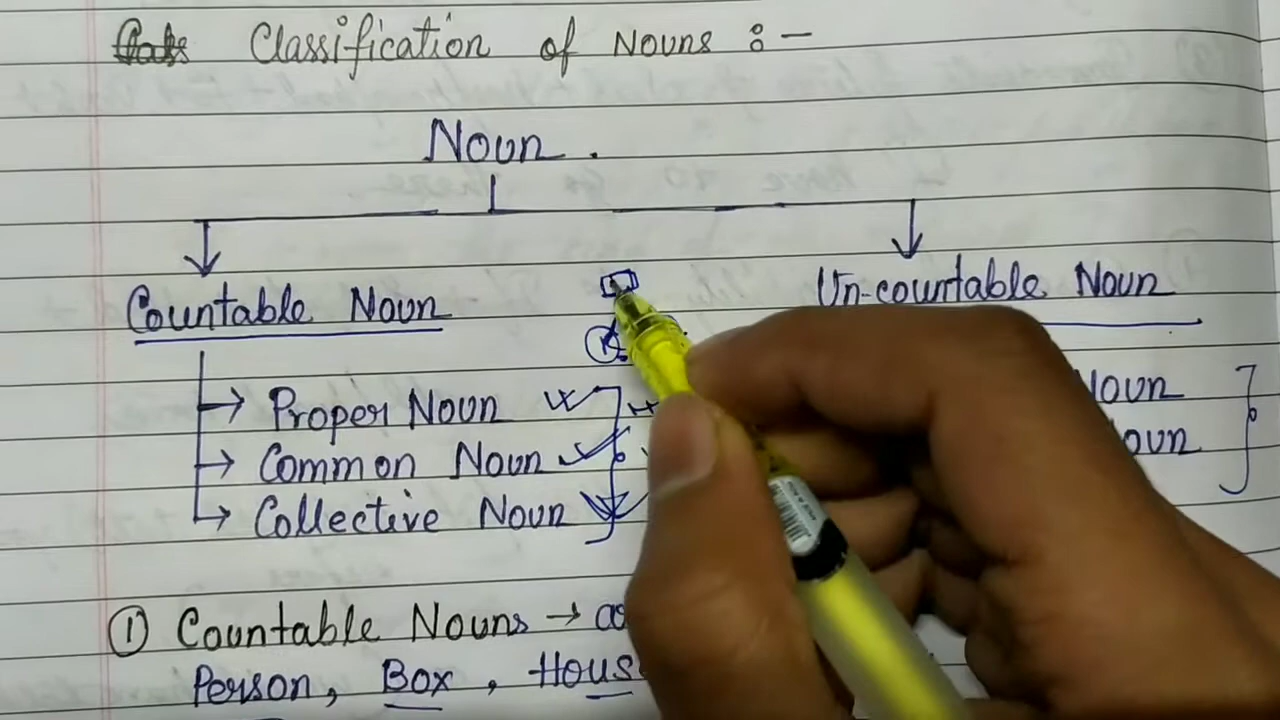 Classification of Nouns :-
Noun.
Countable Noun
Un-countable Noun
→ Proper Noun
Noun
→ Common Noun
→ Collective Noun
① Countable Nouns →
Person, Box,